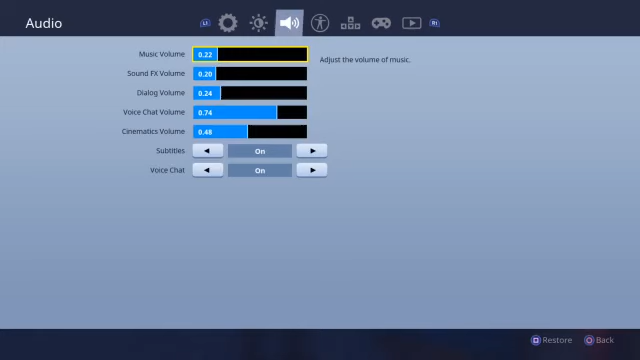 Audio
L1
R1
Music Volume
0.22
Adjust the volume of music.
Sound FX Volume
0.20
Dialog Volume
0.24
Voice Chat Volume
0.74
Cinematics Volume
0.48
Subtitles
On
Voice Chat
On
Restore
Back